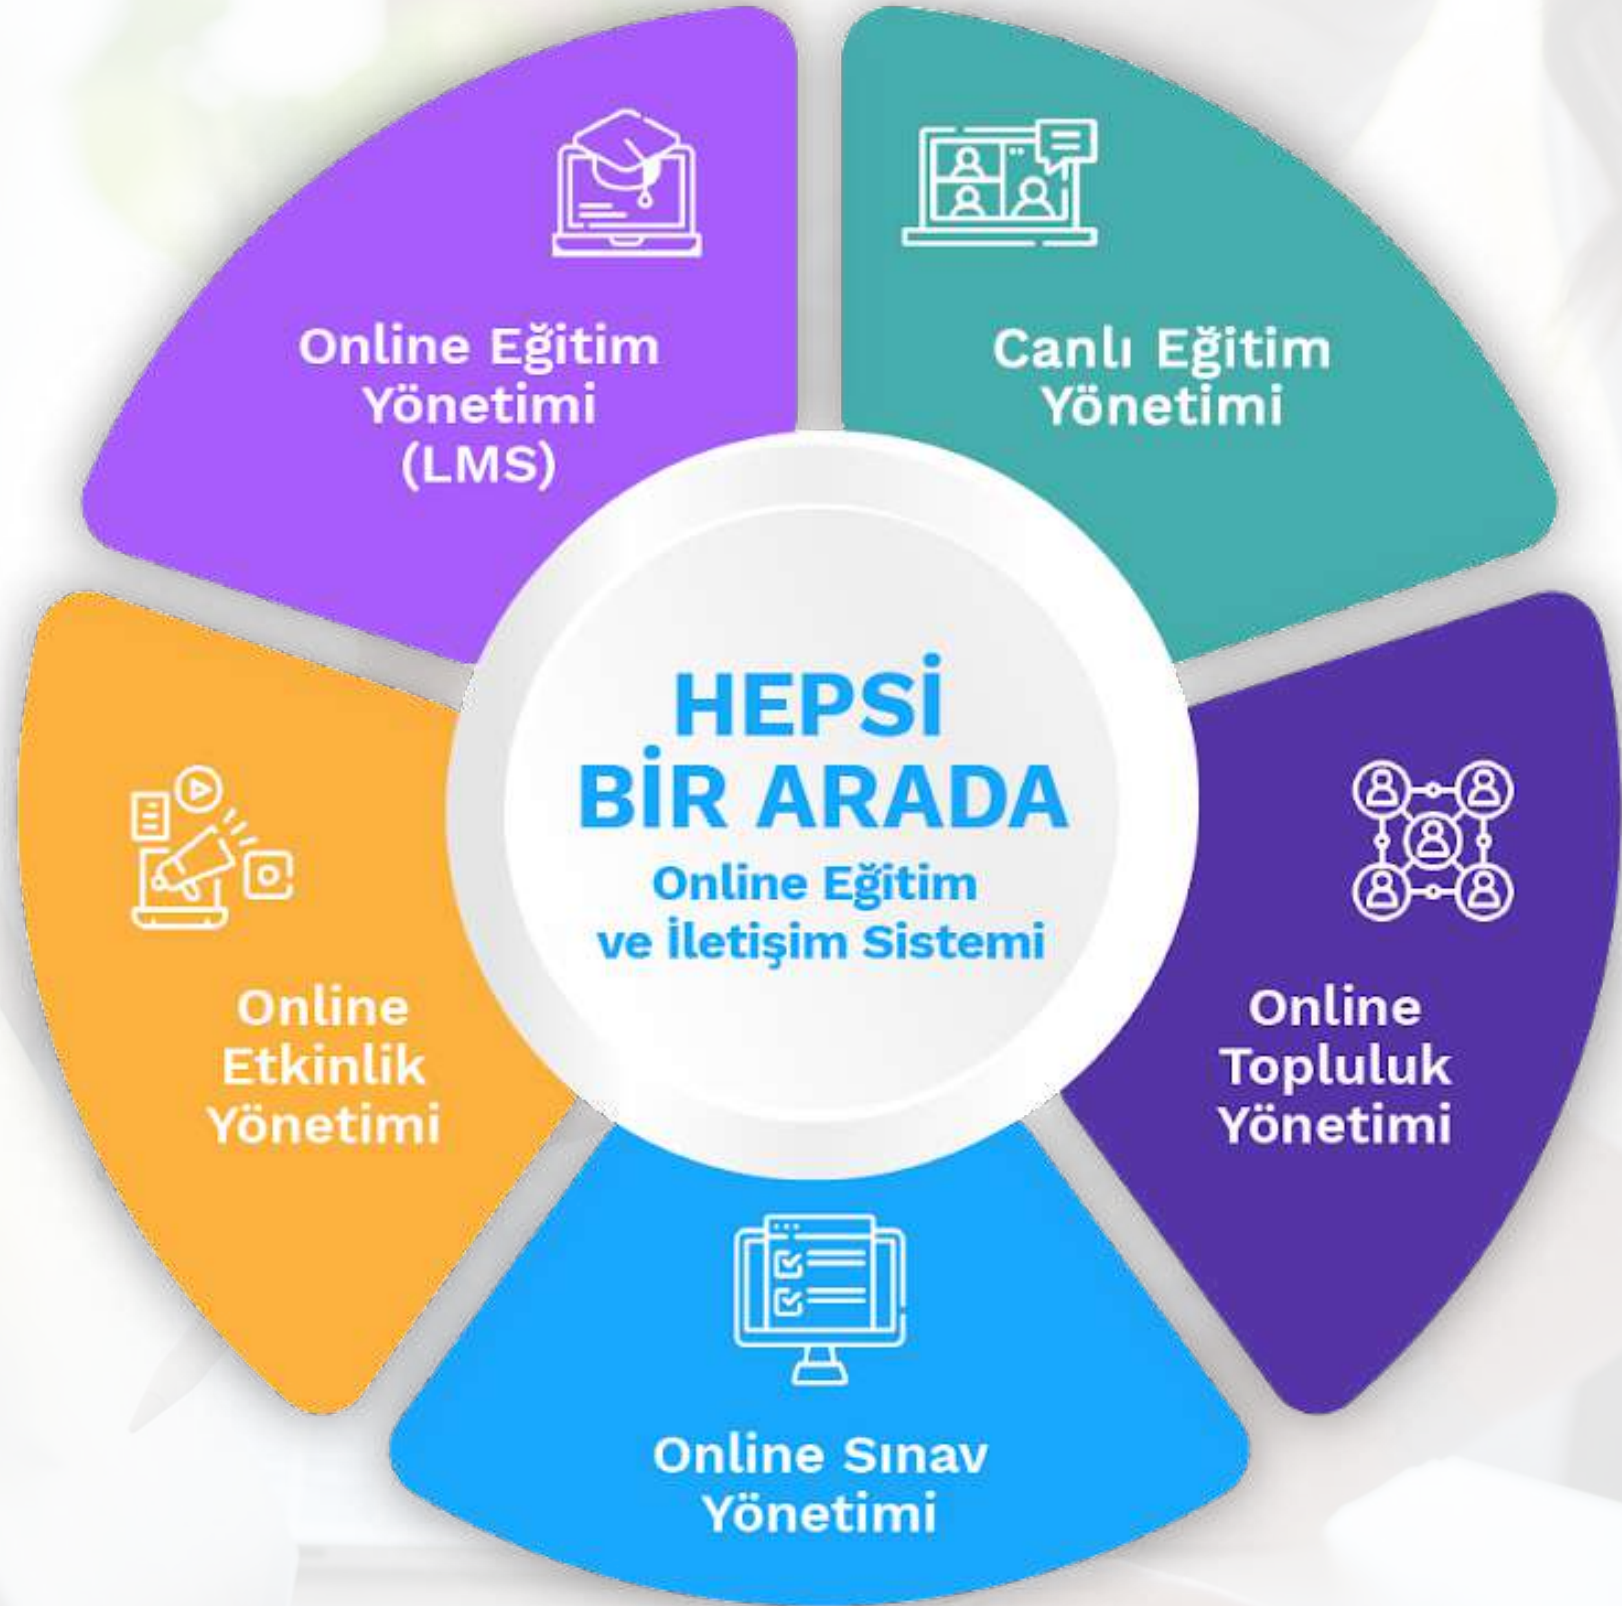 Online Eğitim
Yönetimi
(LMS)
Canlı Eğitim
Yönetimi
HEPSİ
BİR ARADA
Online Eğitim
ve İletişim Sistemi
Online
Etkinlik
Yönetimi
Online
Topluluk
Yönetimi
Online Sınav
Yönetimi